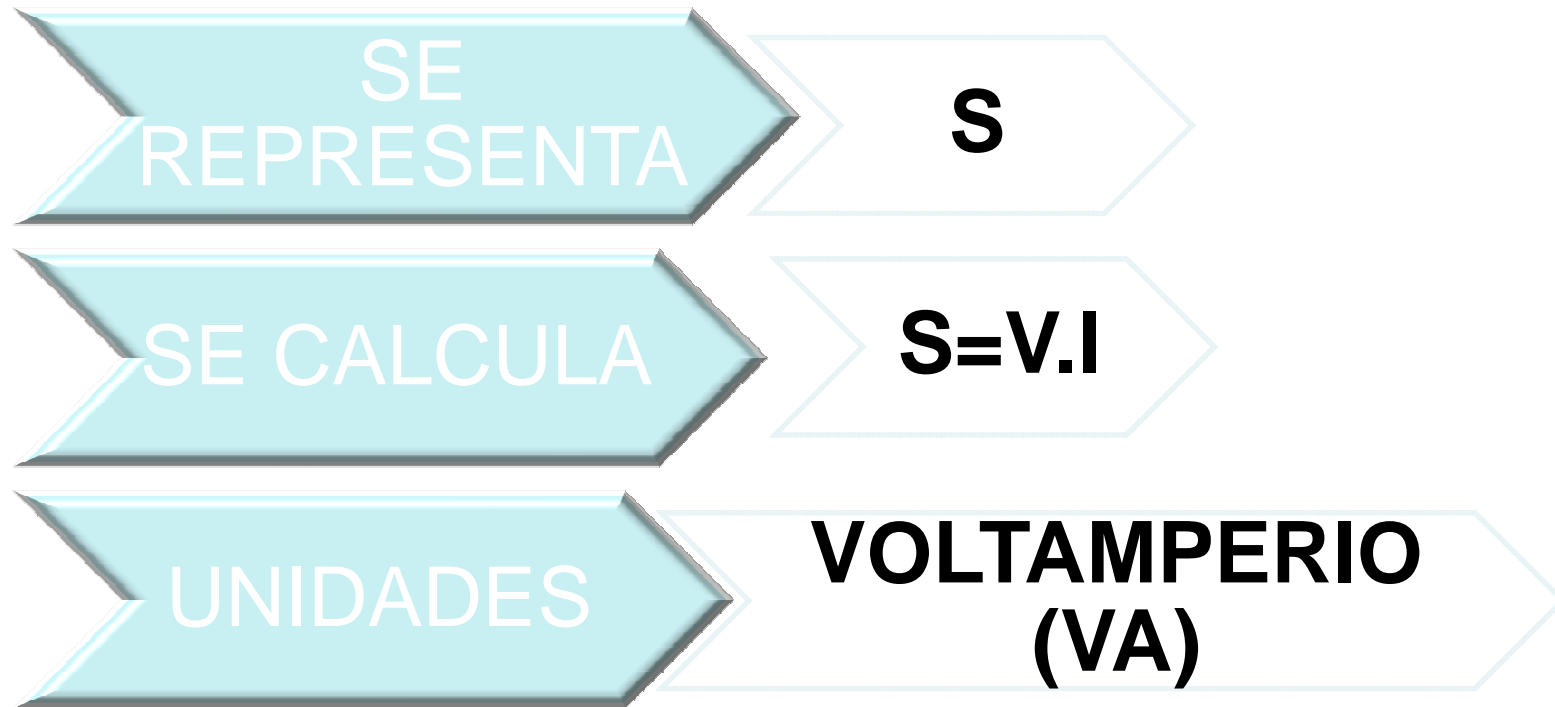 SE
REPRESENTA
S
SE CALCULA
S=V.I
UNIDADES
VOLTAMPERIO
(VA)